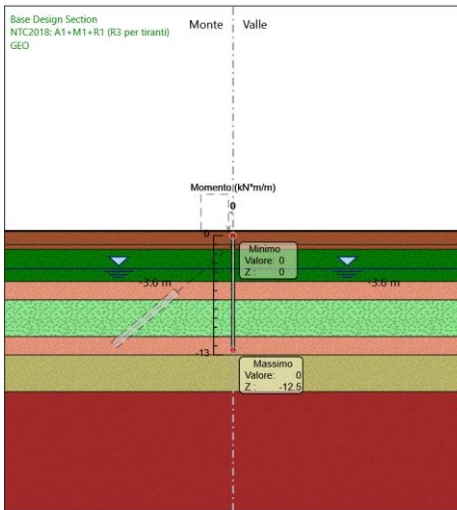 Base Design Section
NTC2018: A1+M1+R1 (R3 per tiranti)
GEO
Monte Valle
Momento (kN*m/m)
0
0
Minimo
Valore: 0
Z : 0
-3.6 m -3.6 m
-13
Massimo
Valore: 0
Z : -12.5